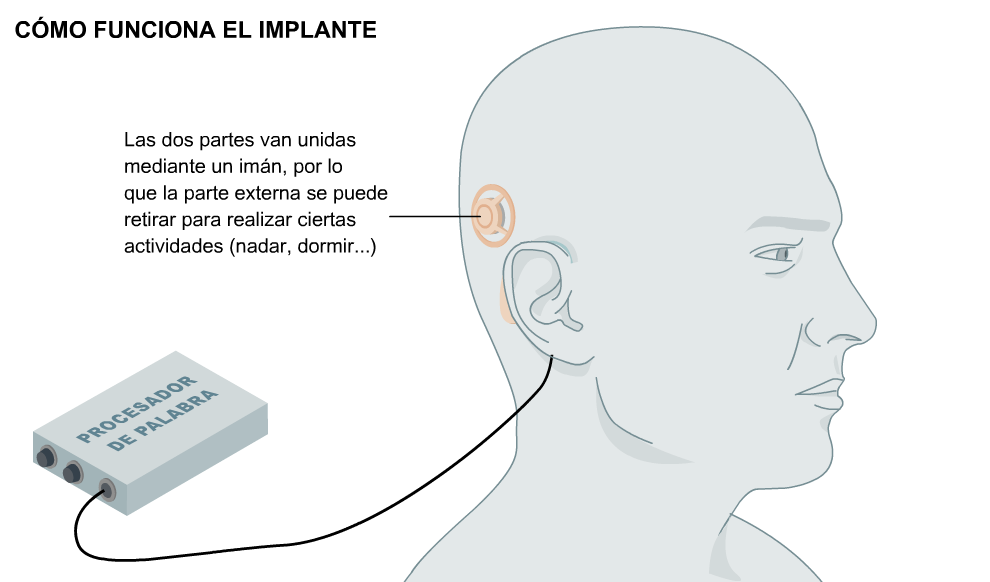 CÓMO FUNCIONA EL IMPLANTE
Las dos partes van unidas
mediante un imán, por lo
que la parte externa se puede
retirar para realizar ciertas
actividades (nadar, dormir...)
PROCESADOR
DE PALABRA